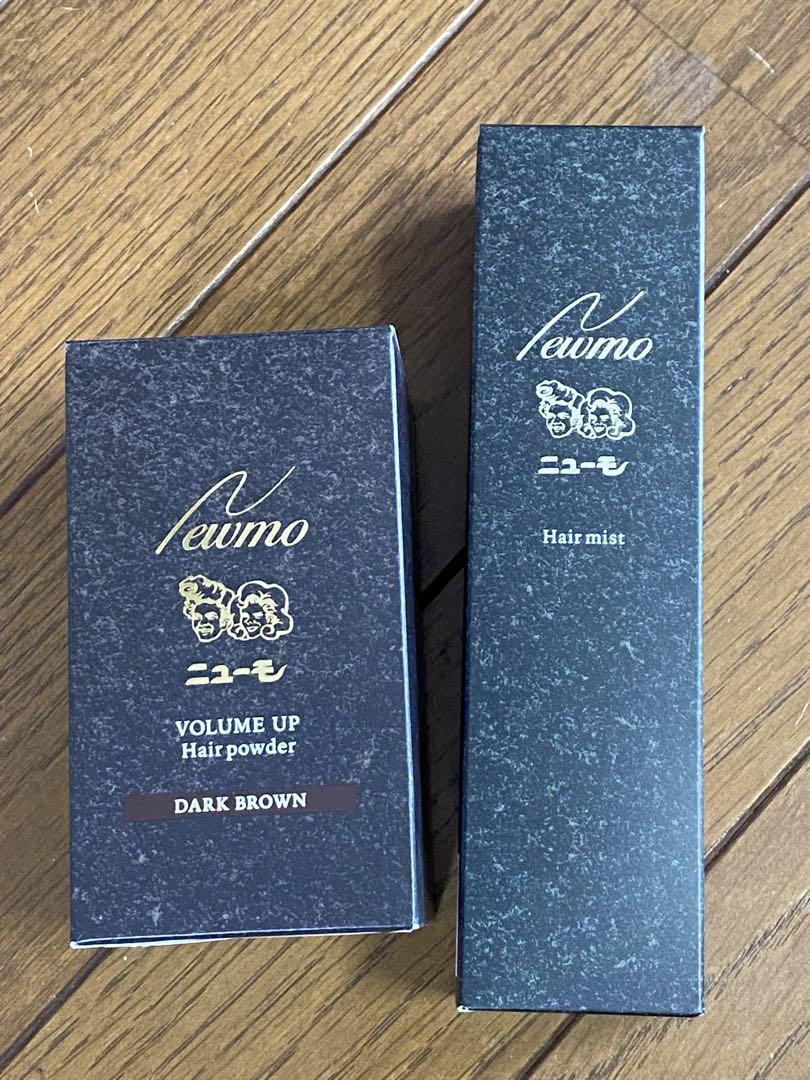 Newmo
ニューモ
VOLUME UP
Hair powder
DARK BROWN
Newmo
ニューモ
Hair mist